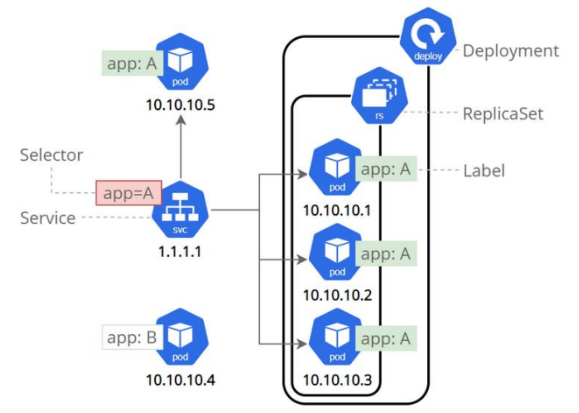 deploy
Deployment
app: A
pod
10.10.10.5
rs
ReplicaSet
Selector
app=A
Service
svc
1.1.1.1
app: A
Label
pod
10.10.10.1
app: A
pod
10.10.10.2
app: B
pod
10.10.10.4
app: A
pod
10.10.10.3